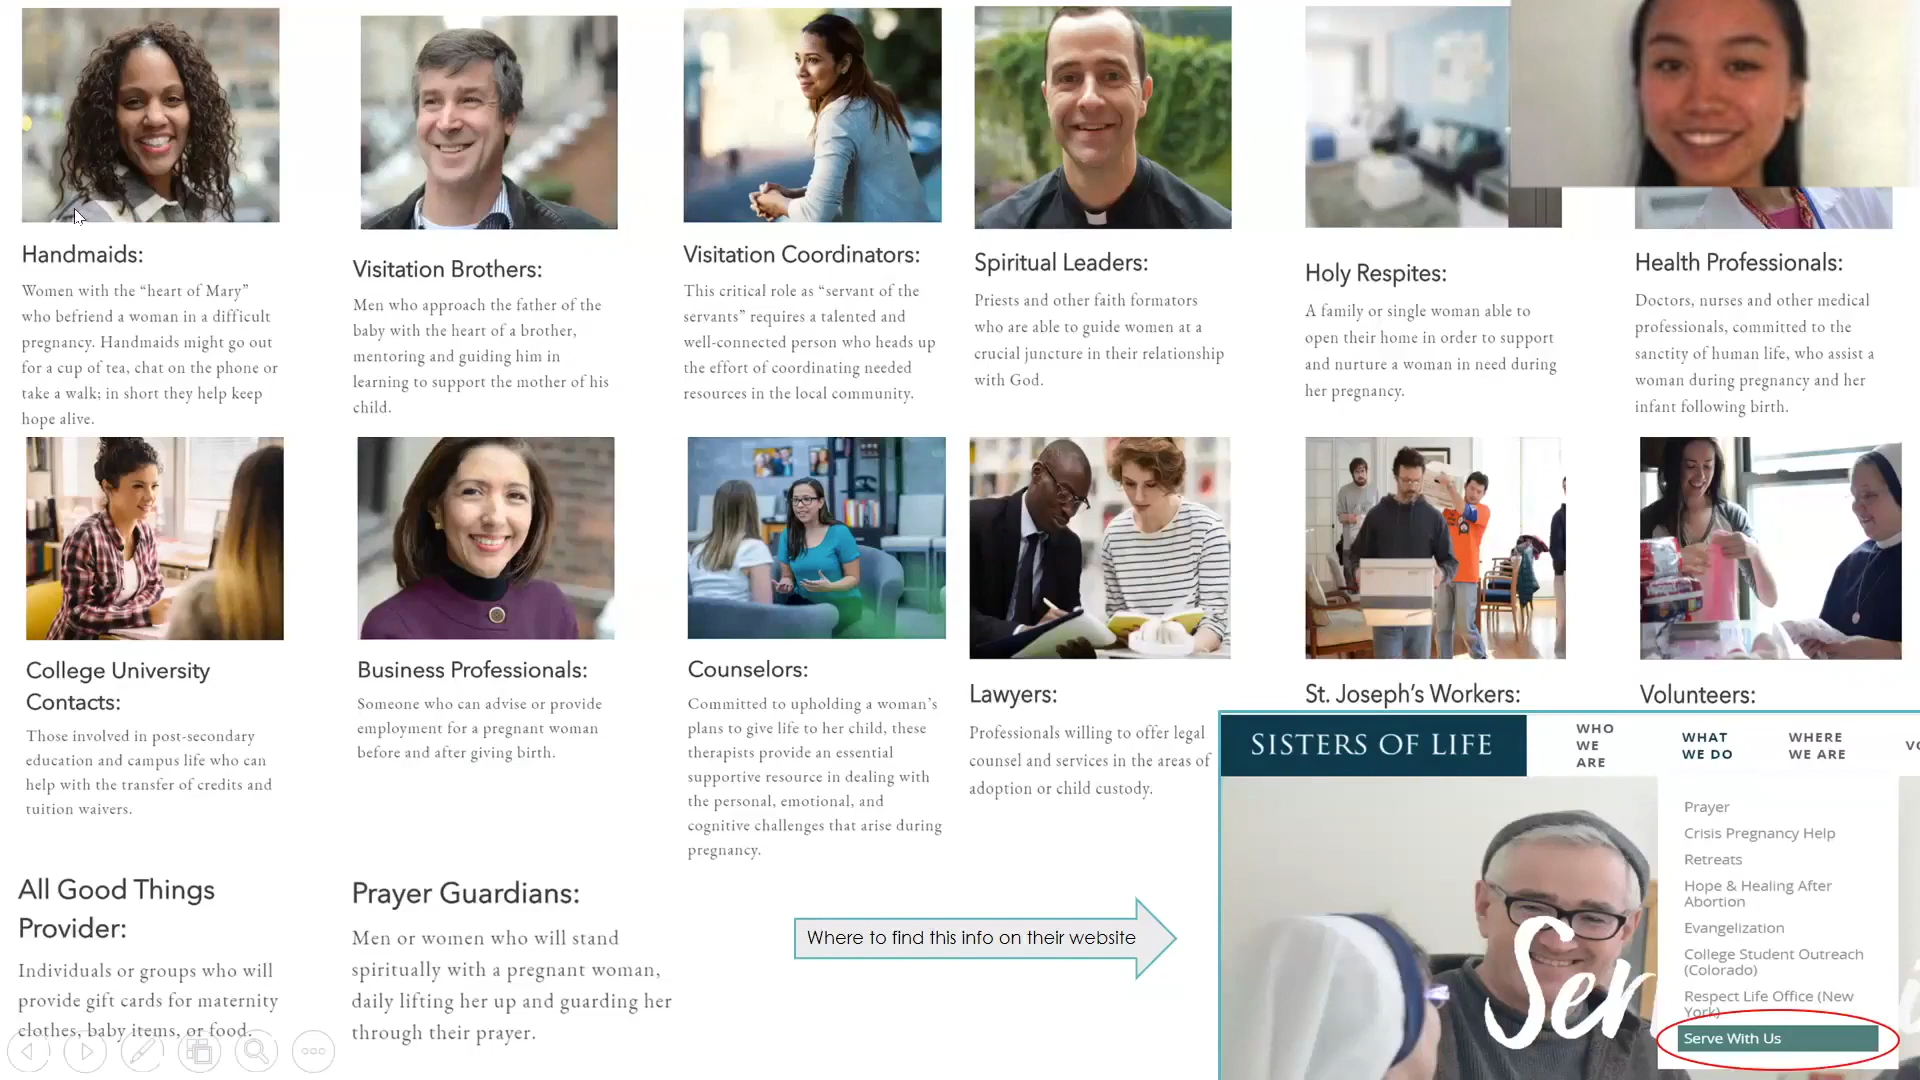 Handmaids:
Women with the “heart of Mary”
who befriend a woman in a difficult
pregnancy. Handmaids might go out
for a cup of tea, chat on the phone or
take a walk; in short they help keep
hope alive.
Visitation Brothers:
Men who approach the father of the
baby with the heart of a brother,
mentoring and guiding him in
learning to support the mother of his
child.
Visitation Coordinators:
This critical role as “servant of the
servants” requires a talented and
well-connected person who heads up
the effort of coordinating needed
resources in the local community.
Spiritual Leaders:
Priests and other faith formators
who are able to guide women at a
crucial juncture in their relationship
with God.
Holy Respites:
A family or single woman able to
open their home in order to support
and nurture a woman in need during
her pregnancy.
Health Professionals:
Doctors, nurses and other medical
professionals, committed to the
sanctity of human life, who assist a
woman during pregnancy and her
infant following birth.
College University
Contacts:
Those involved in post-secondary
education and campus life who can
help with the transfer of credits and
tuition waivers.
Business Professionals:
Someone who can advise or provide
employment for a pregnant woman
before and after giving birth.
Counselors:
Committed to upholding a woman’s
plans to give life to her child, these
therapists provide an essential
supportive resource in dealing with
the personal, emotional, and
cognitive challenges that arise during
pregnancy.
Lawyers:
Professionals willing to offer legal
counsel and services in the areas of
adoption or child custody.
St. Joseph’s Workers:
Volunteers:
All Good Things
Provider:
Individuals or groups who will
provide gift cards for maternity
clothes, baby items, or food.
Prayer Guardians:
Men or women who will stand
spiritually with a pregnant woman,
daily lifting her up and guarding her
through their prayer.
Where to find this info on their website
SISTERS OF LIFE
WHO
WE
ARE
WHAT
WE DO
WHERE
WE ARE
VO
Prayer
Crisis Pregnancy Help
Retreats
Hope & Healing After
Abortion
Evangelization
College Student Outreach
(Colorado)
Respect Life Office (New
York)
Serve With Us
Ser